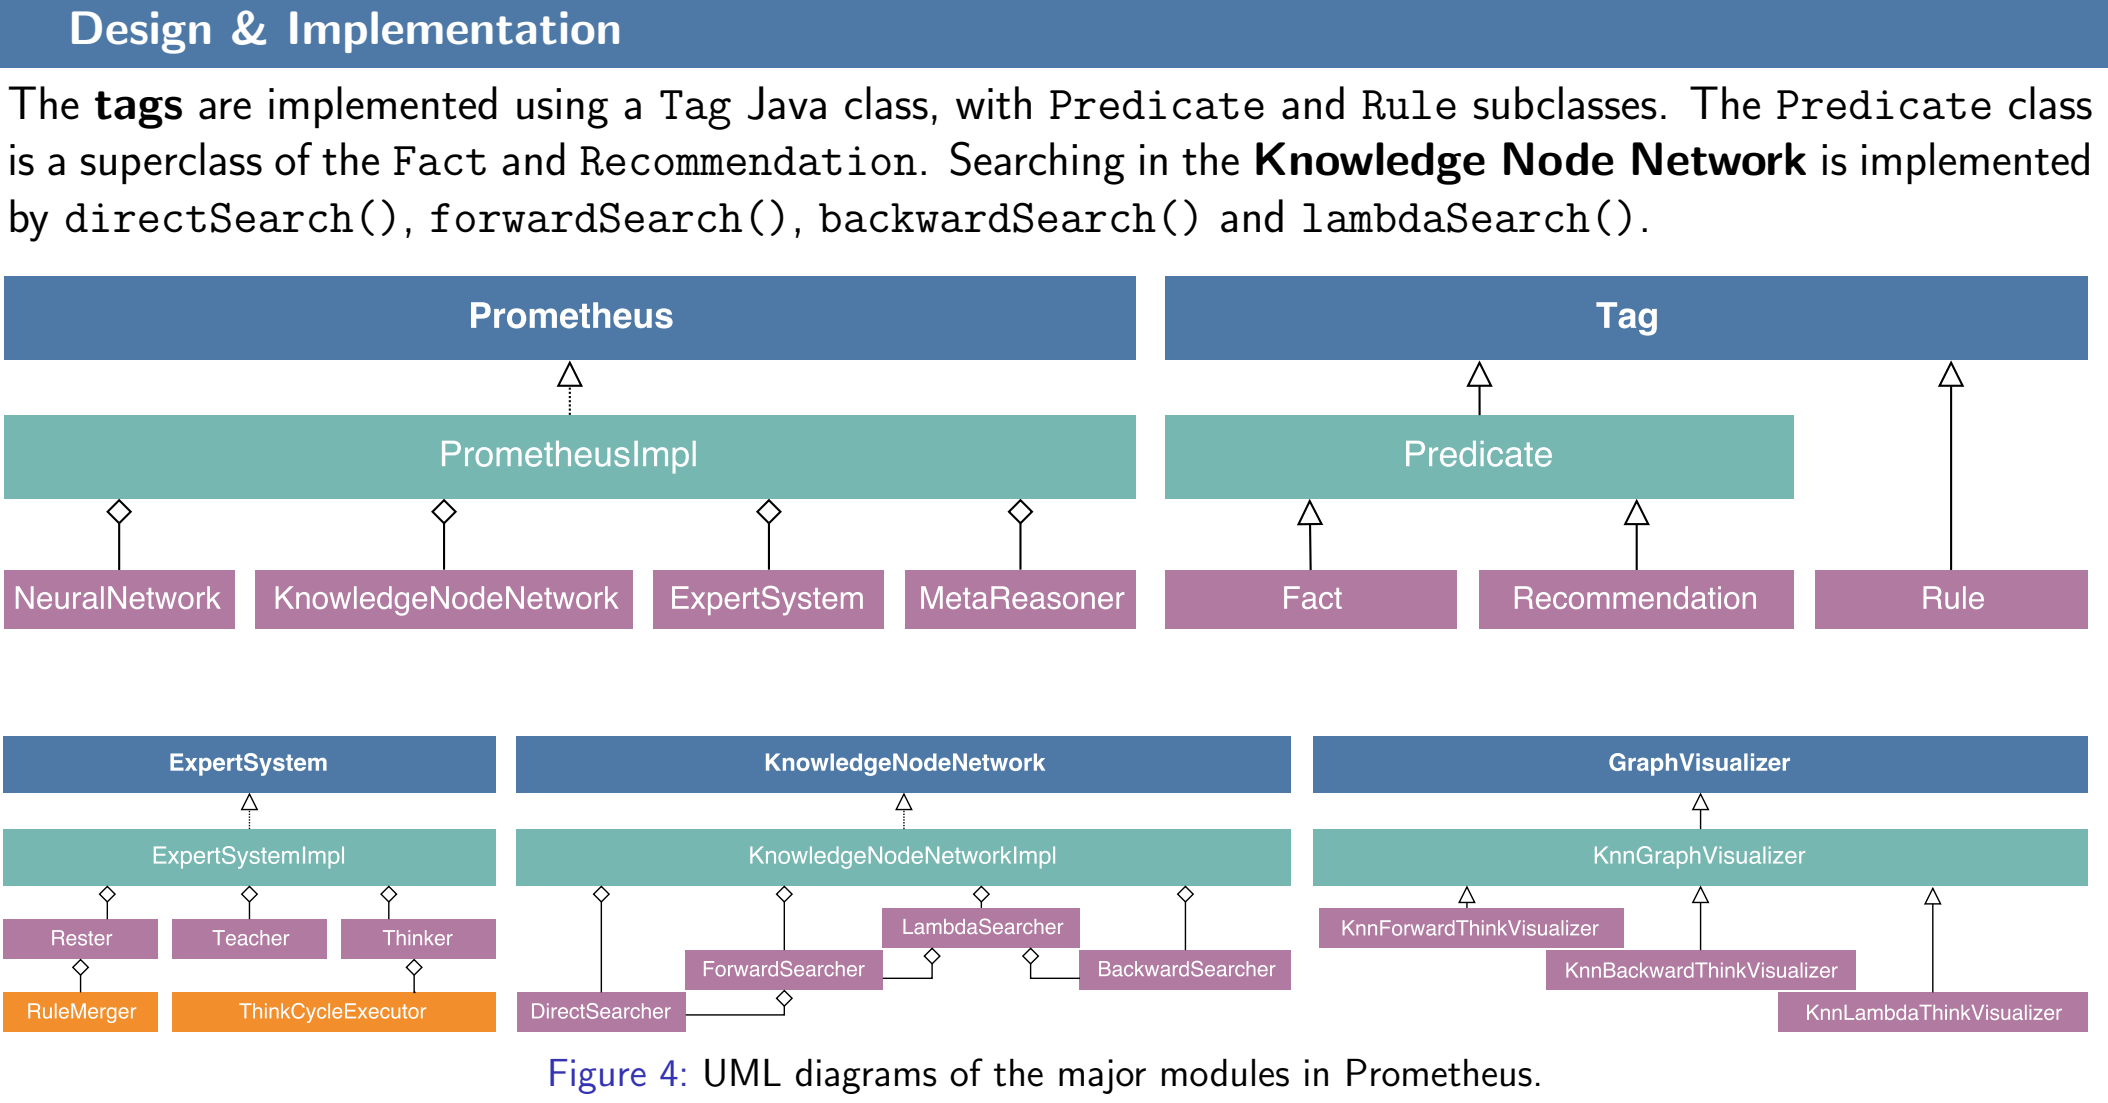 Design & Implementation
The tags are implemented using a Tag Java class, with Predicate and Rule subclasses. The Predicate class
is a superclass of the Fact and Recommendation. Searching in the Knowledge Node Network is implemented
by directSearch(), forwardSearch(), backwardSearch() and lambdaSearch().
Prometheus
PrometheusImpl
NeuralNetwork
KnowledgeNodeNetwork
ExpertSystem
MetaReasoner
Tag
Predicate
Fact
Recommendation
Rule
ExpertSystem
ExpertSystemImpl
Rester
Teacher
Thinker
RuleMerger
ThinkCycleExecutor
KnowledgeNodeNetwork
KnowledgeNodeNetworkImpl
LambdaSearcher
ForwardSearcher
BackwardSearcher
DirectSearcher
GraphVisualizer
KnnGraphVisualizer
KnnForwardThinkVisualizer
KnnBackwardThinkVisualizer
KnnLambdaThinkVisualizer
Figure 4: UML diagrams of the major modules in Prometheus.